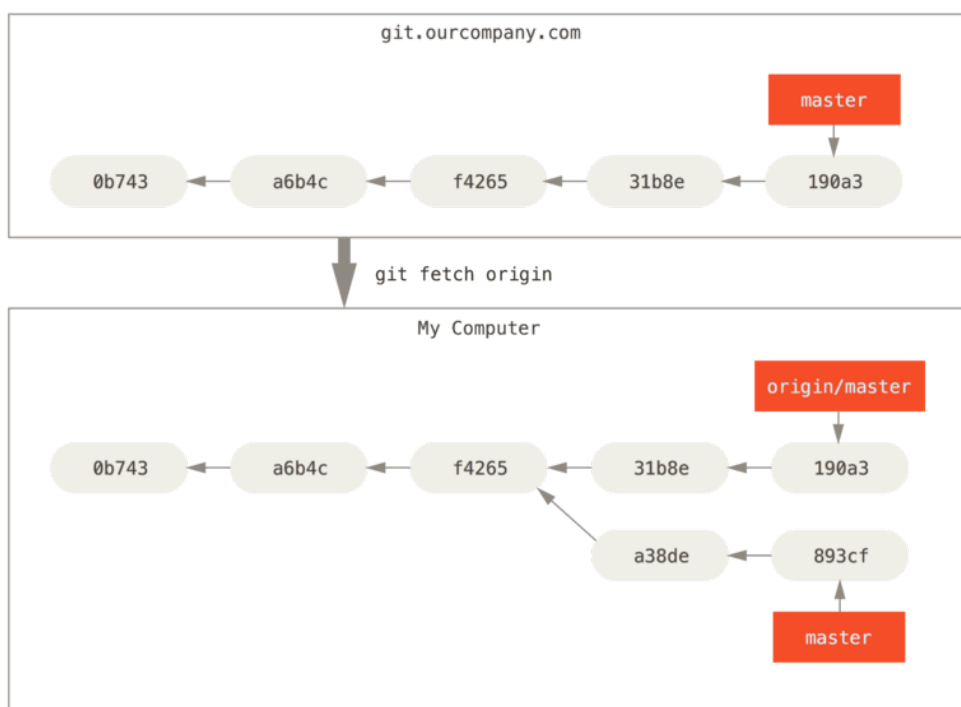 git.ourcompany.com
master
0b743 a6b4c f4265 31b8e 190a3
git fetch origin
My Computer
origin/master
0b743 a6b4c f4265 31b8e 190a3
a38de 893cf
master